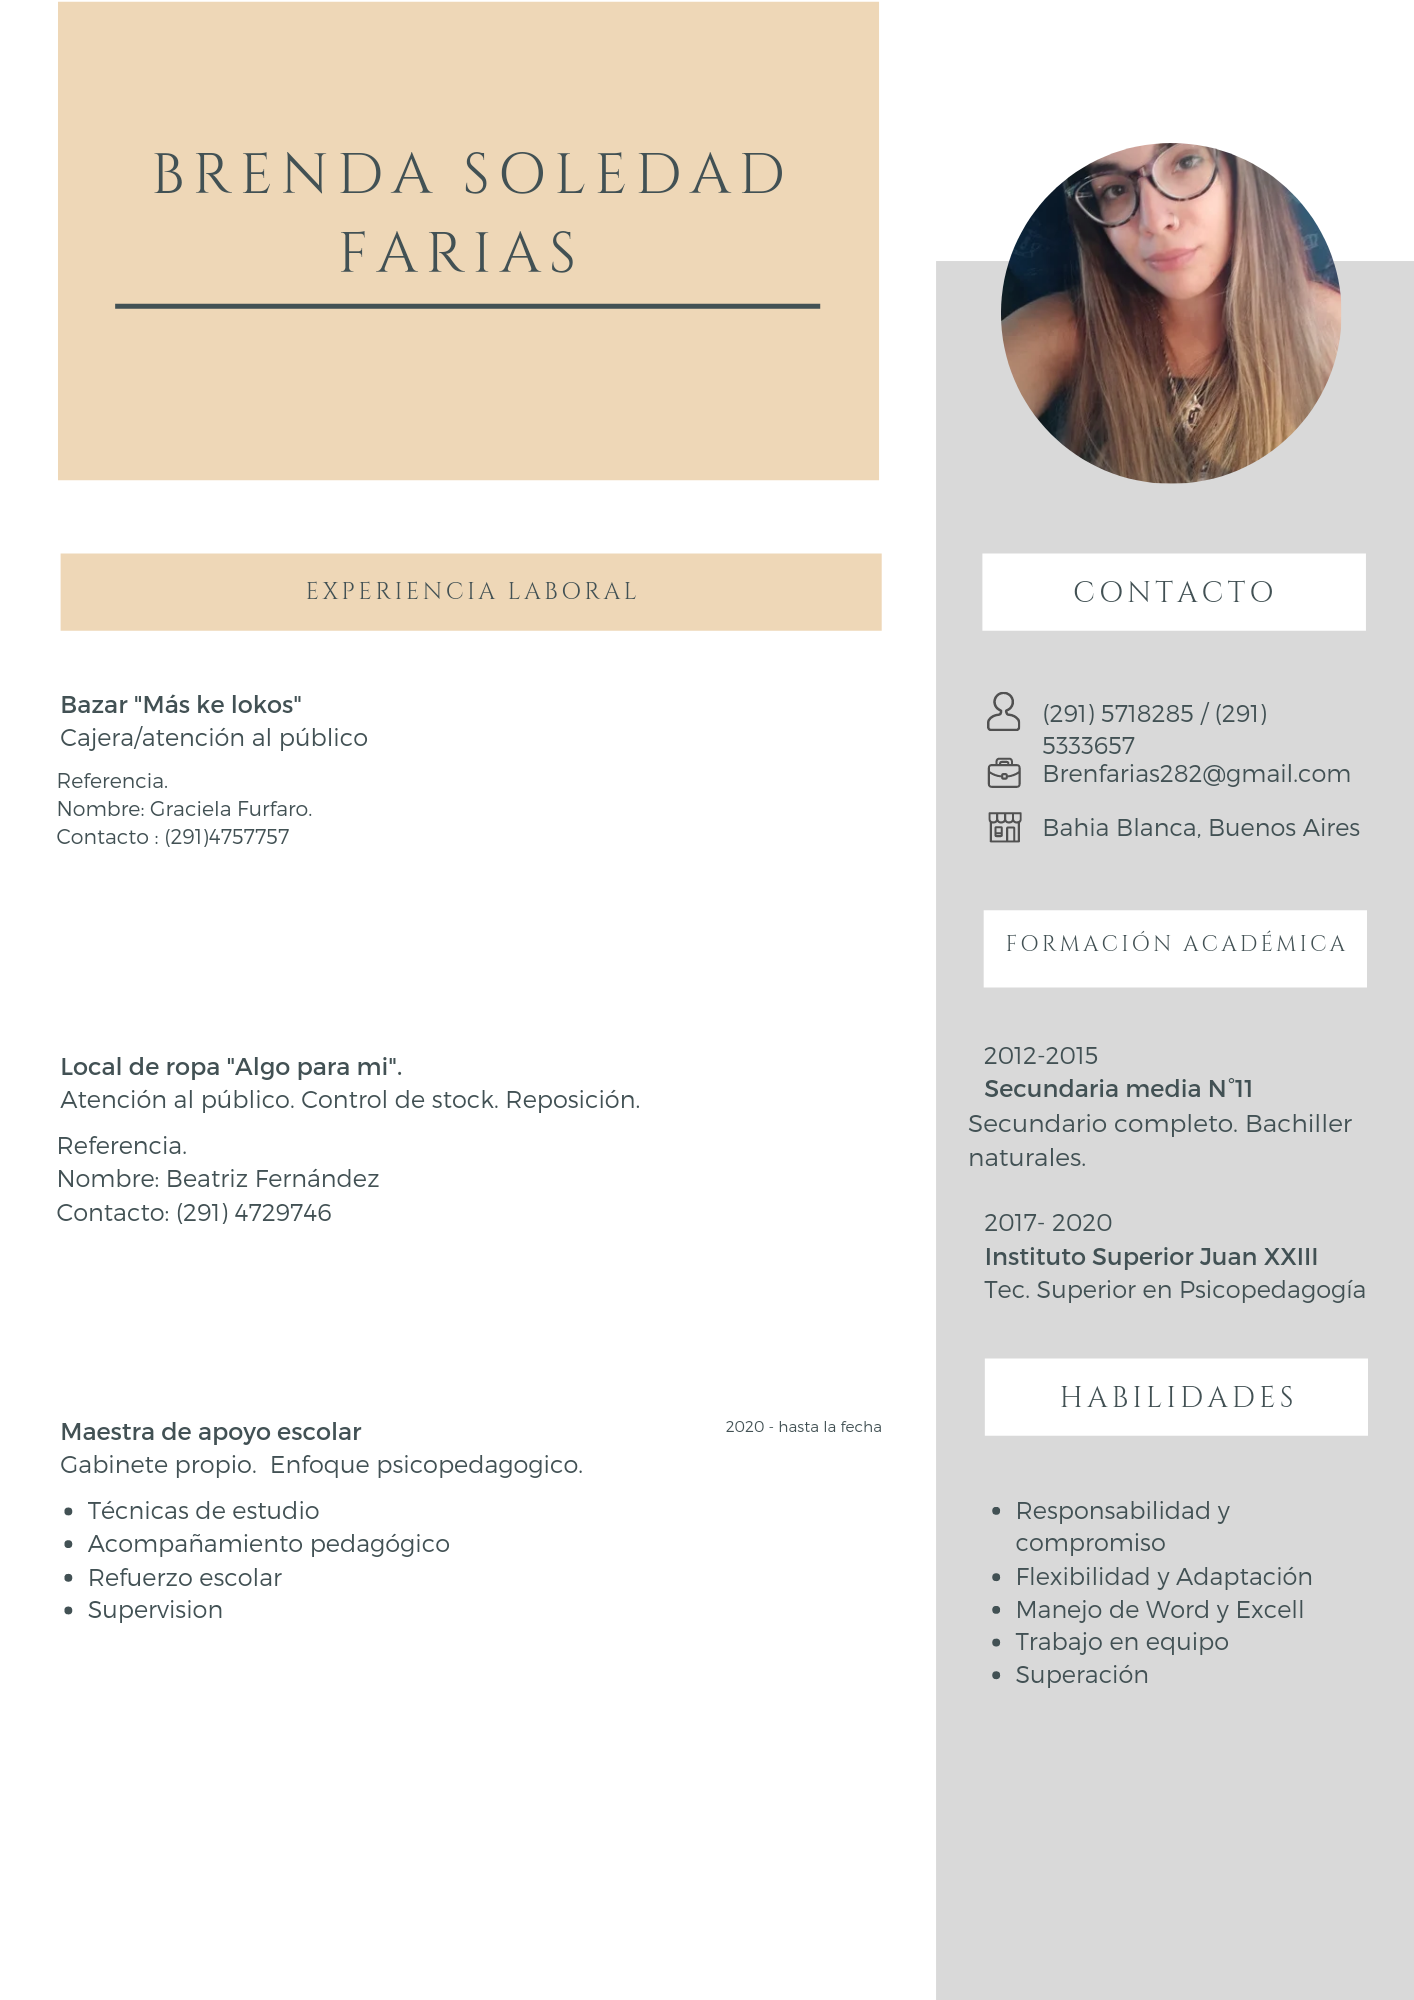 BRENDA SOLEDAD
FARIAS
EXPERIENCIA LABORAL
Bazar "Más ke lokos"
Cajera/atención al público
Referencia.
Nombre: Graciela Furfaro.
Contacto : (291)4757757
Local de ropa "Algo para mi".
Atención al público. Control de stock. Reposición.
Referencia.
Nombre: Beatriz Fernández
Contacto: (291) 4729746
Maestra de apoyo escolar
2020 - hasta la fecha
Gabinete propio.  Enfoque psicopedagogico.
• Técnicas de estudio
• Acompañamiento pedagógico
• Refuerzo escolar
• Supervision
CONTACTO
(291) 5718285 / (291)
5333657
Brenfarias282@gmail.com
Bahia Blanca, Buenos Aires
FORMACIÓN ACADÉMICA
2012-2015
Secundaria media N°11
Secundario completo. Bachiller
naturales.
2017- 2020
Instituto Superior Juan XXIII
Tec. Superior en Psicopedagogía
HABILIDADES
• Responsabilidad y
compromiso
• Flexibilidad y Adaptación
• Manejo de Word y Excell
• Trabajo en equipo
• Superación